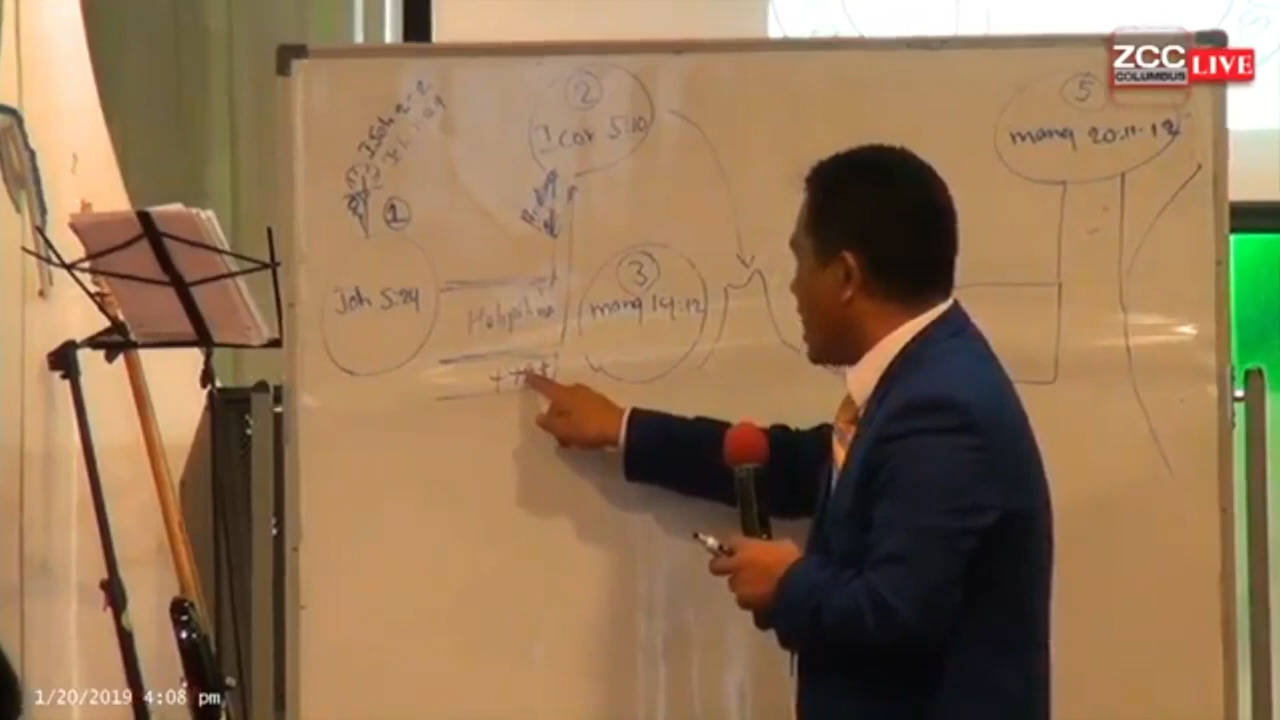 ZCC LIVE
COLUMBUS
2
I cor 5:10
5
mang 20:11-12
1
Joh 5:24
3
mang 14:12
1/20/2019 4:08 pm